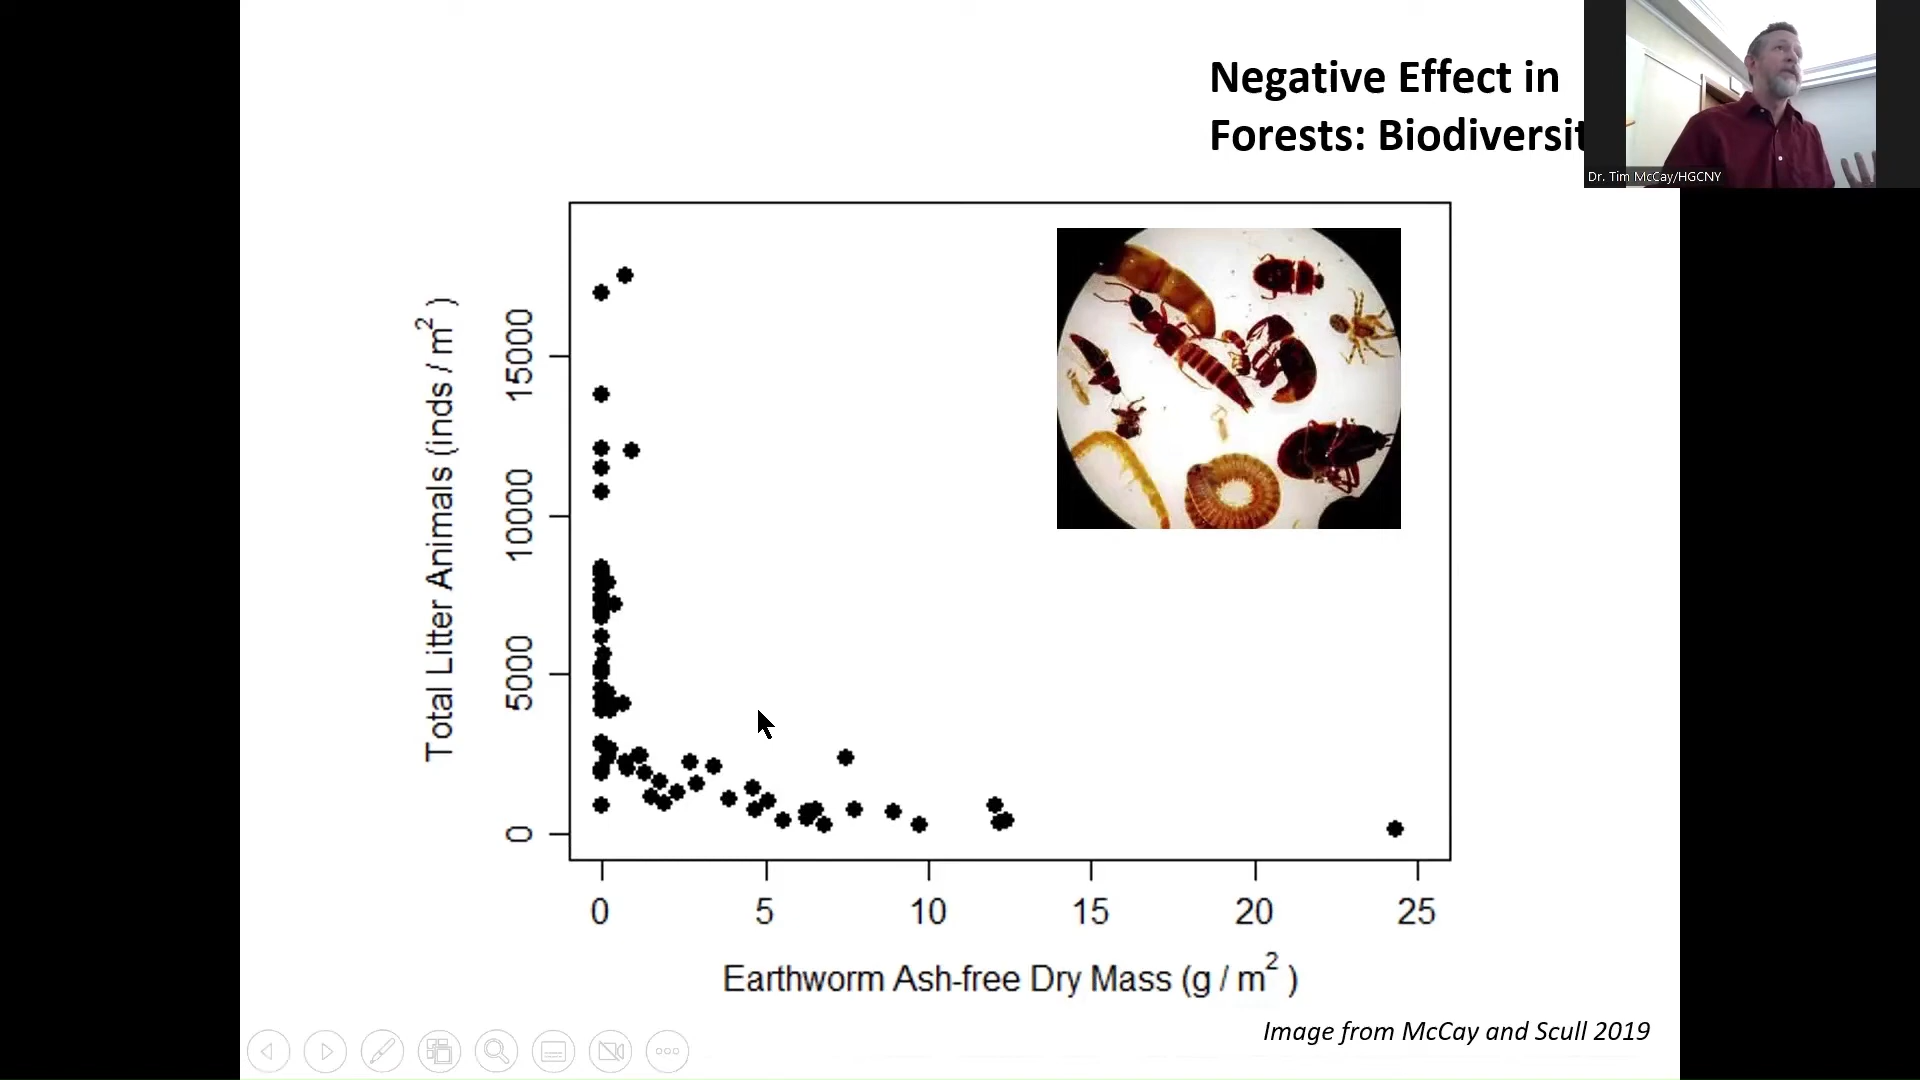 Negative Effect in
Forests: Biodiversit
Dr. Tim McCay/HGCNY
Total Litter Animals (inds / m²)
15000
10000
5000
0
0 5 10 15 20 25
Earthworm Ash-free Dry Mass (g / m²)
Image from McCay and Scull 2019